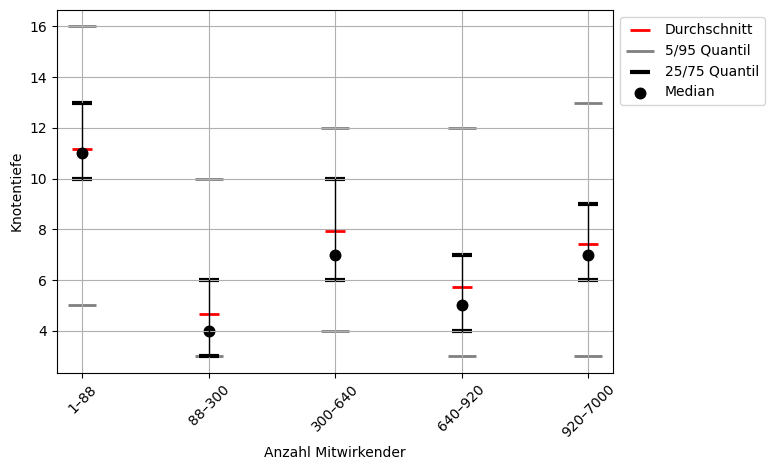 16
14
12
10
8
6
4
Knotentiefe
1–88
88–300
300–640
640–920
920–7000
Anzahl Mitwirkender
Durchschnitt
5/95 Quantil
25/75 Quantil
Median